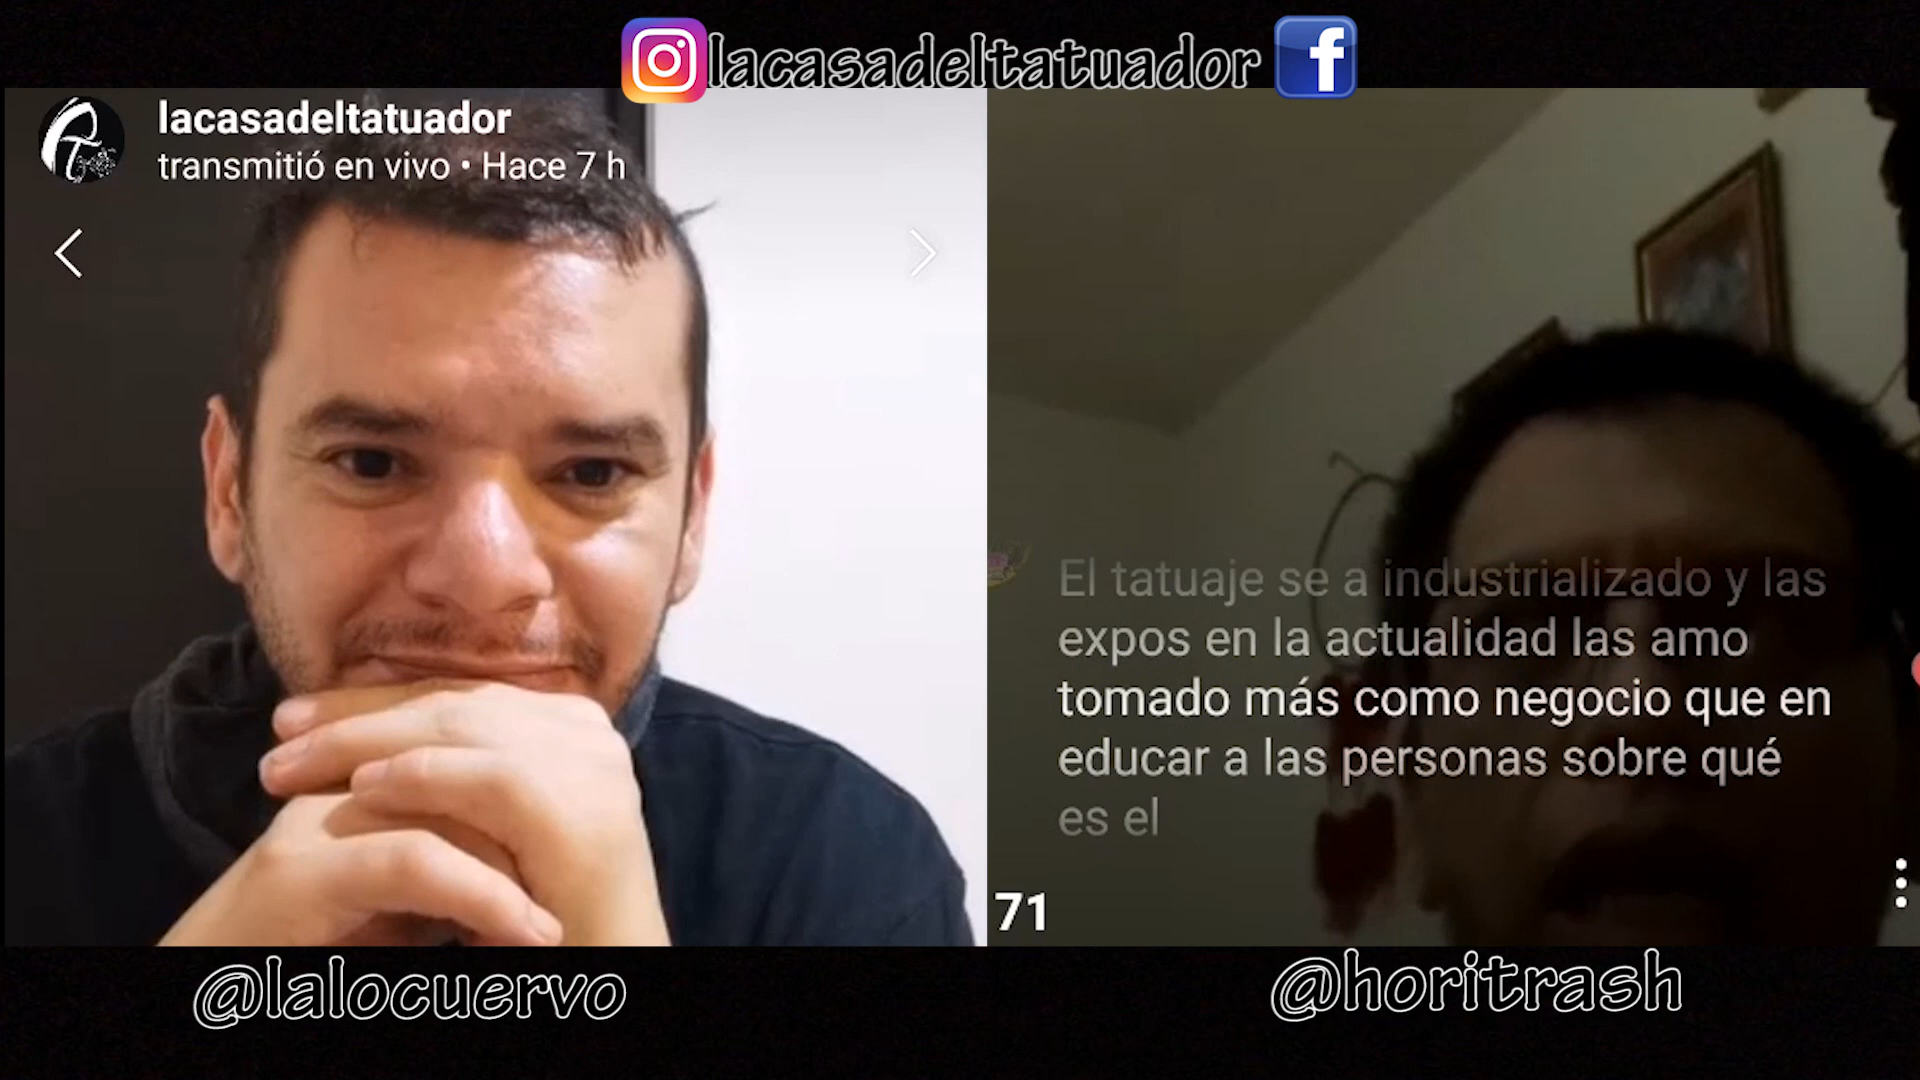 lacasadeltatuador
lacasadeltatuador
transmitió en vivo • Hace 7 h
El tatuaje se a industrializado y las
expos en la actualidad las amo
tomado más como negocio que en
educar a las personas sobre qué
es el
71
@lalocuervo
@horitrash